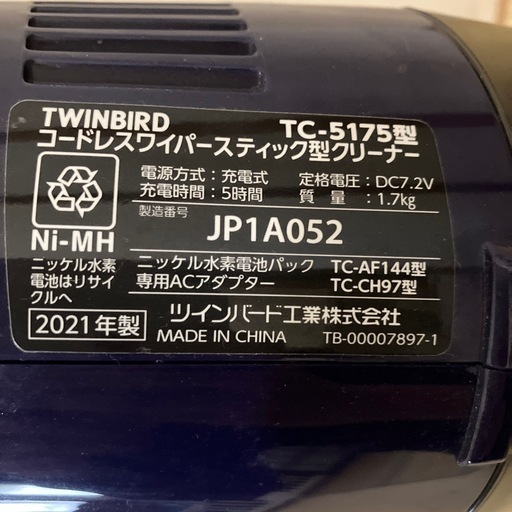 TWINBIRD TC-5175型
コードレスワイパースティック型クリーナー
電源方式：充電式 定格電圧：DC7.2V
充電時間：5時間 質量：1.7kg
製造番号 JP1A052
Ni-MH
ニッケル水素電池はリサイクルへ
ニッケル水素電池パック TC-AF144型
専用ACアダプター TC-CH97型
2021年製 ツインバード工業株式会社
MADE IN CHINA TB-00007897-1